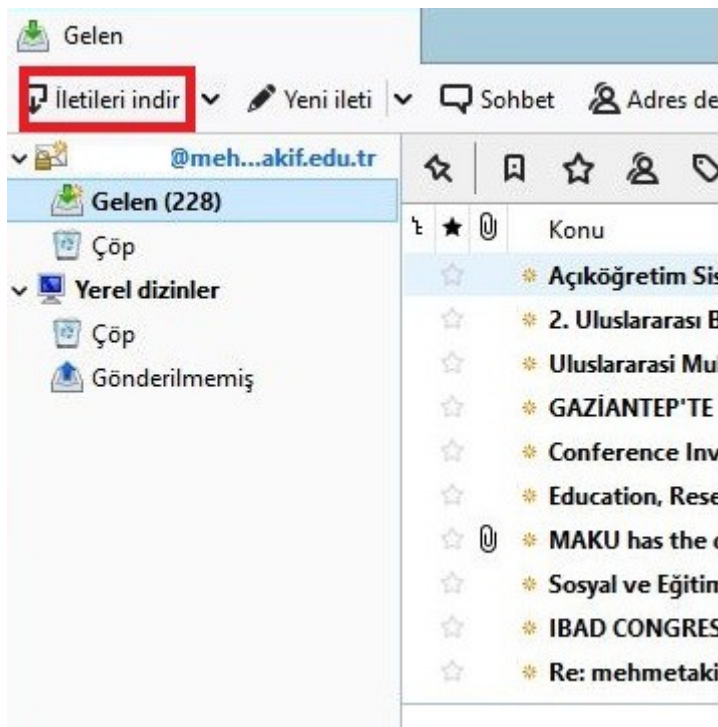 Gelen
İletileri indir Yeni ileti Sohbet Adres de
@meh...akif.edu.tr
Gelen (228)
Çöp
Yerel dizinler
Çöp
Gönderilmemiş
Konu
Açıköğretim Sis
2. Uluslararası B
Uluslararasi Mul
GAZİANTEP'TE
Conference Inv
Education, Rese
MAKU has the
Sosyal ve Eğitim
IBAD CONGRES
Re: mehmetaki